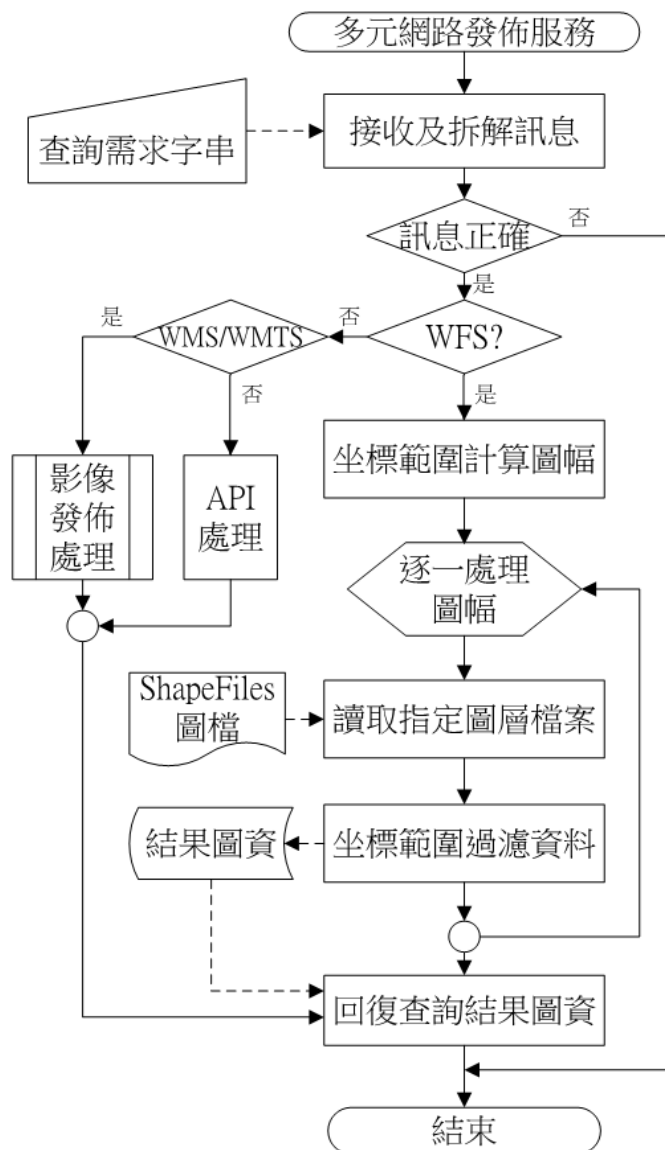 多元網路發佈服務
查詢需求字串
接收及拆解訊息
訊息正確
否
是
是
WMS/WMTS
否
WFS?
否
是
影像
發佈
處理
API
處理
坐標範圍計算圖幅
逐一處理
圖幅
ShapeFiles
圖檔
讀取指定圖層檔案
結果圖資
坐標範圍過濾資料
回復查詢結果圖資
結束